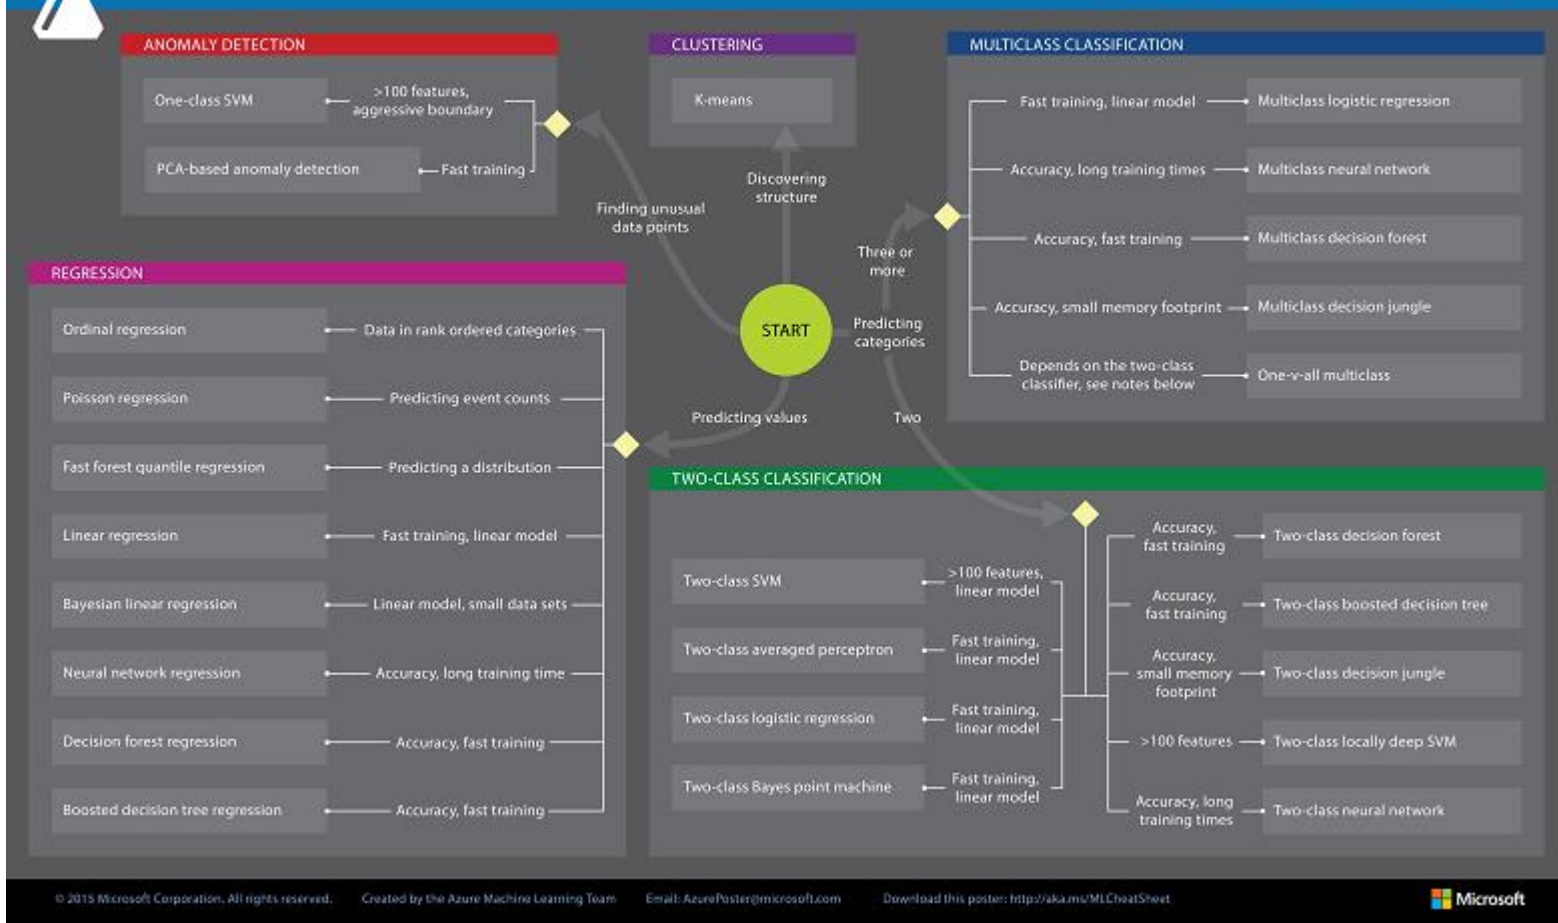 ANOMALY DETECTION
One-class SVM
>100 features,
aggressive boundary
PCA-based anomaly detection
Fast training
CLUSTERING
K-means
MULTICLASS CLASSIFICATION
Fast training, linear model
Multiclass logistic regression
Accuracy, long training times
Multiclass neural network
Accuracy, fast training
Multiclass decision forest
Accuracy, small memory footprint
Multiclass decision jungle
Depends on the two-class
classifier, see notes below
One-v-all multiclass
Finding unusual
data points
Discovering
structure
Three or
more
START
Predicting
categories
Predicting values
Two
REGRESSION
Ordinal regression
Data in rank ordered categories
Poisson regression
Predicting event counts
Fast forest quantile regression
Predicting a distribution
Linear regression
Fast training, linear model
Bayesian linear regression
Linear model, small data sets
Neural network regression
Accuracy, long training time
Decision forest regression
Accuracy, fast training
Boosted decision tree regression
Accuracy, fast training
TWO-CLASS CLASSIFICATION
Two-class SVM
>100 features,
linear model
Two-class averaged perceptron
Fast training,
linear model
Two-class logistic regression
Fast training,
linear model
Two-class Bayes point machine
Fast training,
linear model
Accuracy,
fast training
Two-class decision forest
Accuracy,
fast training
Two-class boosted decision tree
Accuracy,
small memory
footprint
Two-class decision jungle
>100 features
Two-class locally deep SVM
Accuracy, long
training times
Two-class neural network
© 2015 Microsoft Corporation. All rights reserved. Created by the Azure Machine Learning Team Email: AzurePoster@microsoft.com Download this poster: http://aka.ms/MLCheatSheet
Microsoft